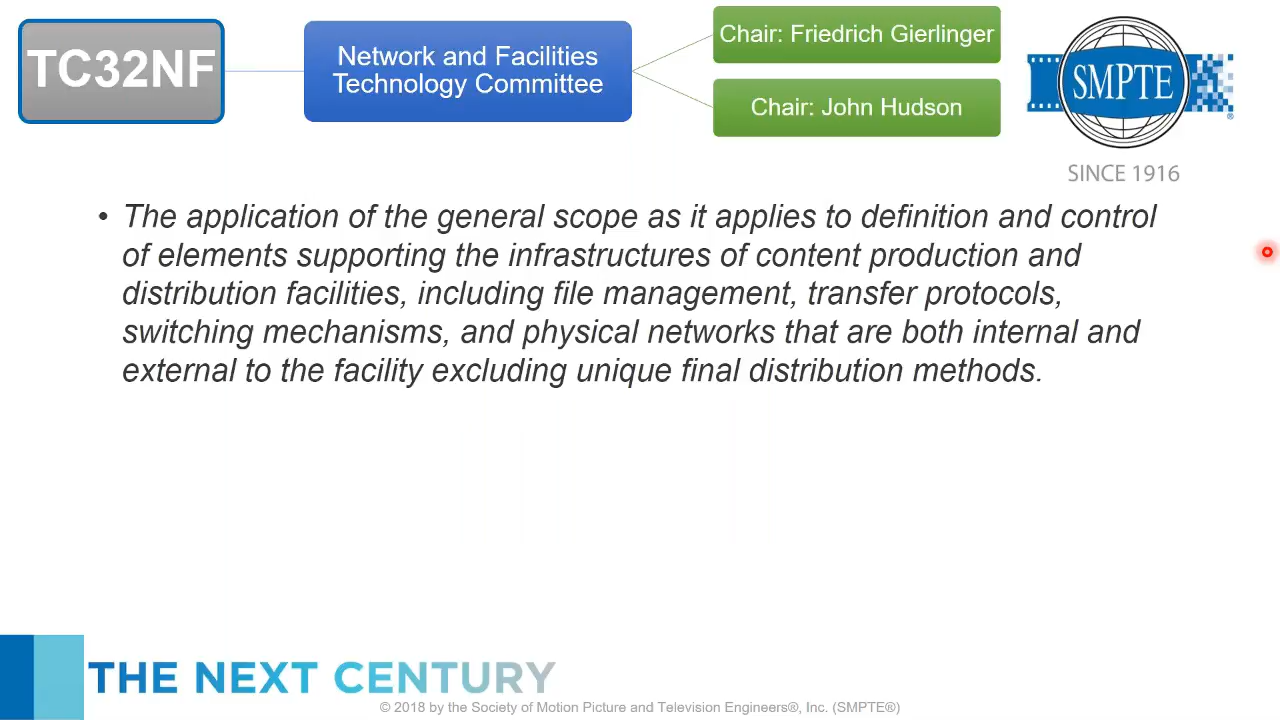 TC32NF
Network and Facilities
Technology Committee
Chair: Friedrich Gierlinger
Chair: John Hudson
SMPTE
®
SINCE 1916
• The application of the general scope as it applies to definition and control
of elements supporting the infrastructures of content production and
distribution facilities, including file management, transfer protocols,
switching mechanisms, and physical networks that are both internal and
external to the facility excluding unique final distribution methods.
THE NEXT CENTURY
© 2018 by the Society of Motion Picture and Television Engineers®, Inc. (SMPTE®)